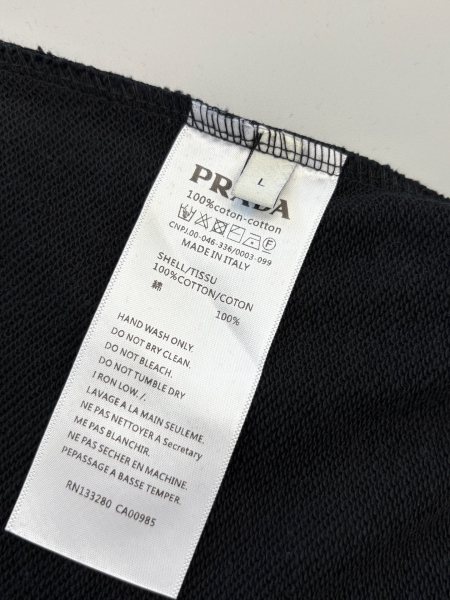 L
PRADA
100%coton-cotton
CNPJ.00-046-336/0003-099
MADE IN ITALY
SHELL/TISSU
100%COTTON/COTON
綿
100%
HAND WASH ONLY.
DO NOT BRY CLEAN.
DO NOT BLEACH.
DO NOT TUMBLE DRY
I RON LOW. /.
LAVAGE A LA MAIN SEULEME.
NE PAS NETTOYER A Secretary
ME PAS BLANCHIR.
NE PAS SECHER EN MACHINE.
PEPASSAGE A BASSE TEMPER.
RN133280 CA00985